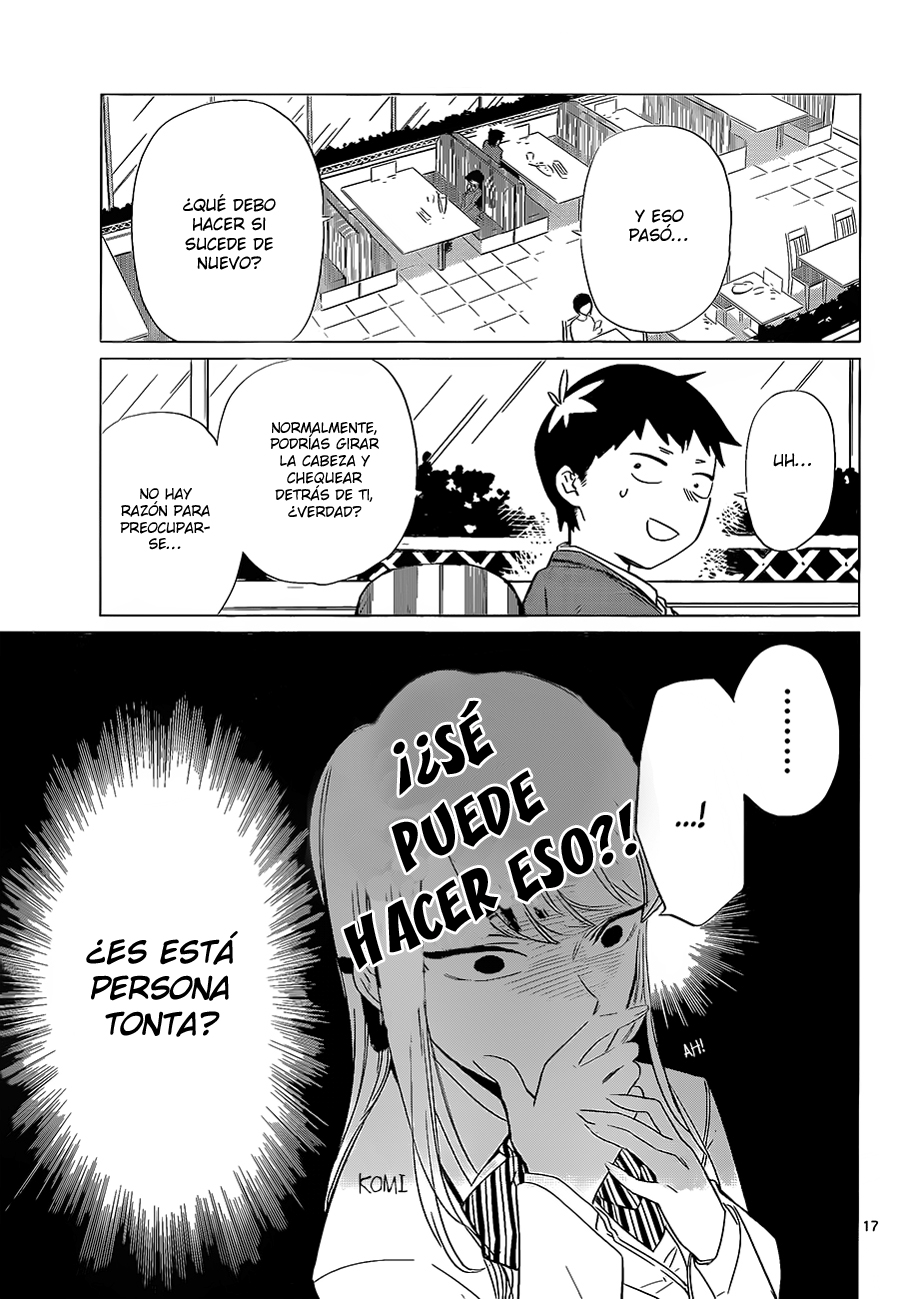 Y ESO
PASÓ...
¿QUÉ DEBO
HACER SI
SUCEDE DE
NUEVO?
UH...
NORMALMENTE,
PODRÍAS GIRAR
LA CABEZA Y
CHEQUEAR
DETRÁS DE TI,
¿VERDAD?
NO HAY
RAZÓN PARA
PREOCUPAR-
SE...
........
...!
¡¿SÉ
PUEDE
HACER ESO?!
¿ES ESTÁ
PERSONA
TONTA?
AH!
KOMI
17